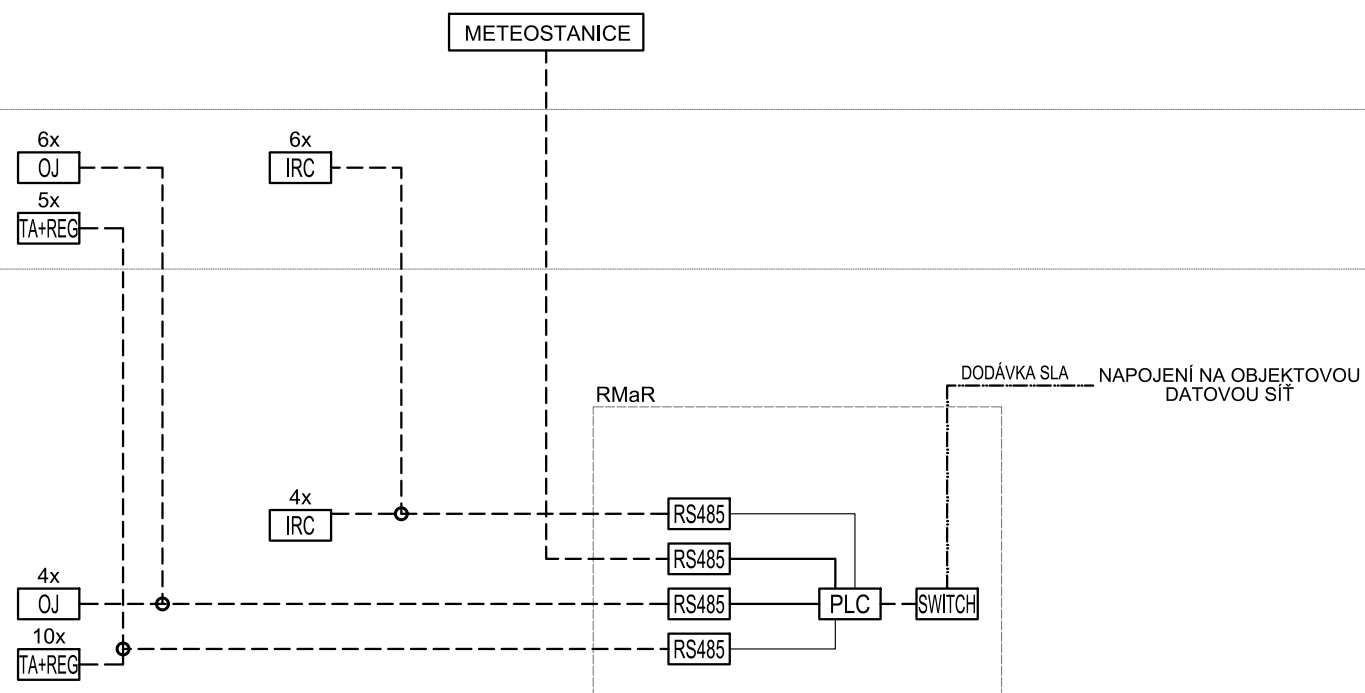 METEOSTANICE
6x
OJ
6x
IRC
5x
TA+REG
DODÁVKA SLA
NAPOJENÍ NA OBJEKTOVOU
DATOVOU SÍŤ
RMaR
4x
IRC
RS485
RS485
4x
OJ
RS485
PLC
SWITCH
10x
TA+REG
RS485